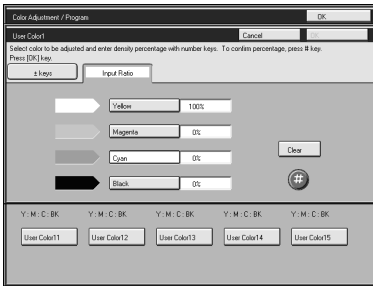 Color Adjustment / Program OK
User Color1 Cancel OK
Select color to be adjusted and enter density percentage with number keys. To confirm percentage, press # key.
Press [OK] key.
± keys Input Ratio
Yellow 100%
Magenta 0%
Cyan 0%
Clear
Black 0%
#
Y : M : C : BK Y : M : C : BK Y : M : C : BK Y : M : C : BK Y : M : C : BK
User Color11 User Color12 User Color13 User Color14 User Color15